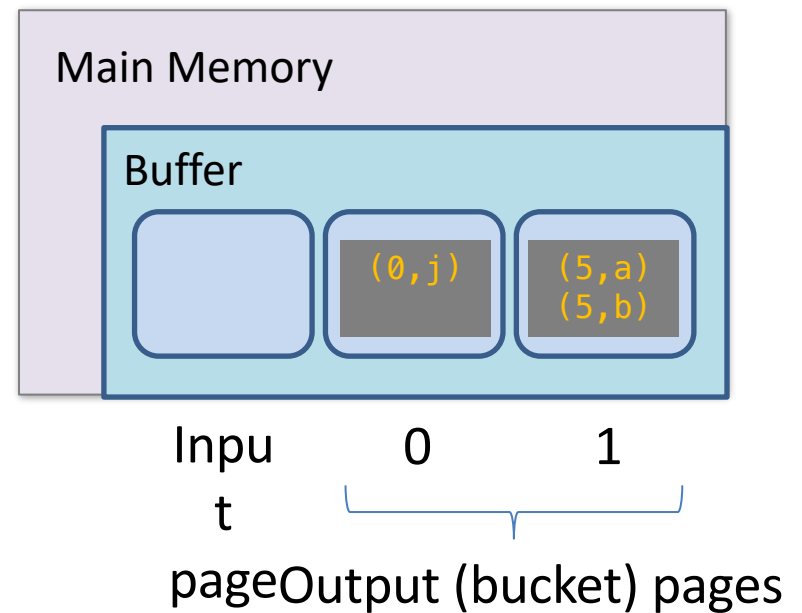 Main Memory
Buffer
(0,j)
(5,a)
(5,b)
Inpu
t
page
0
1
Output (bucket) pages